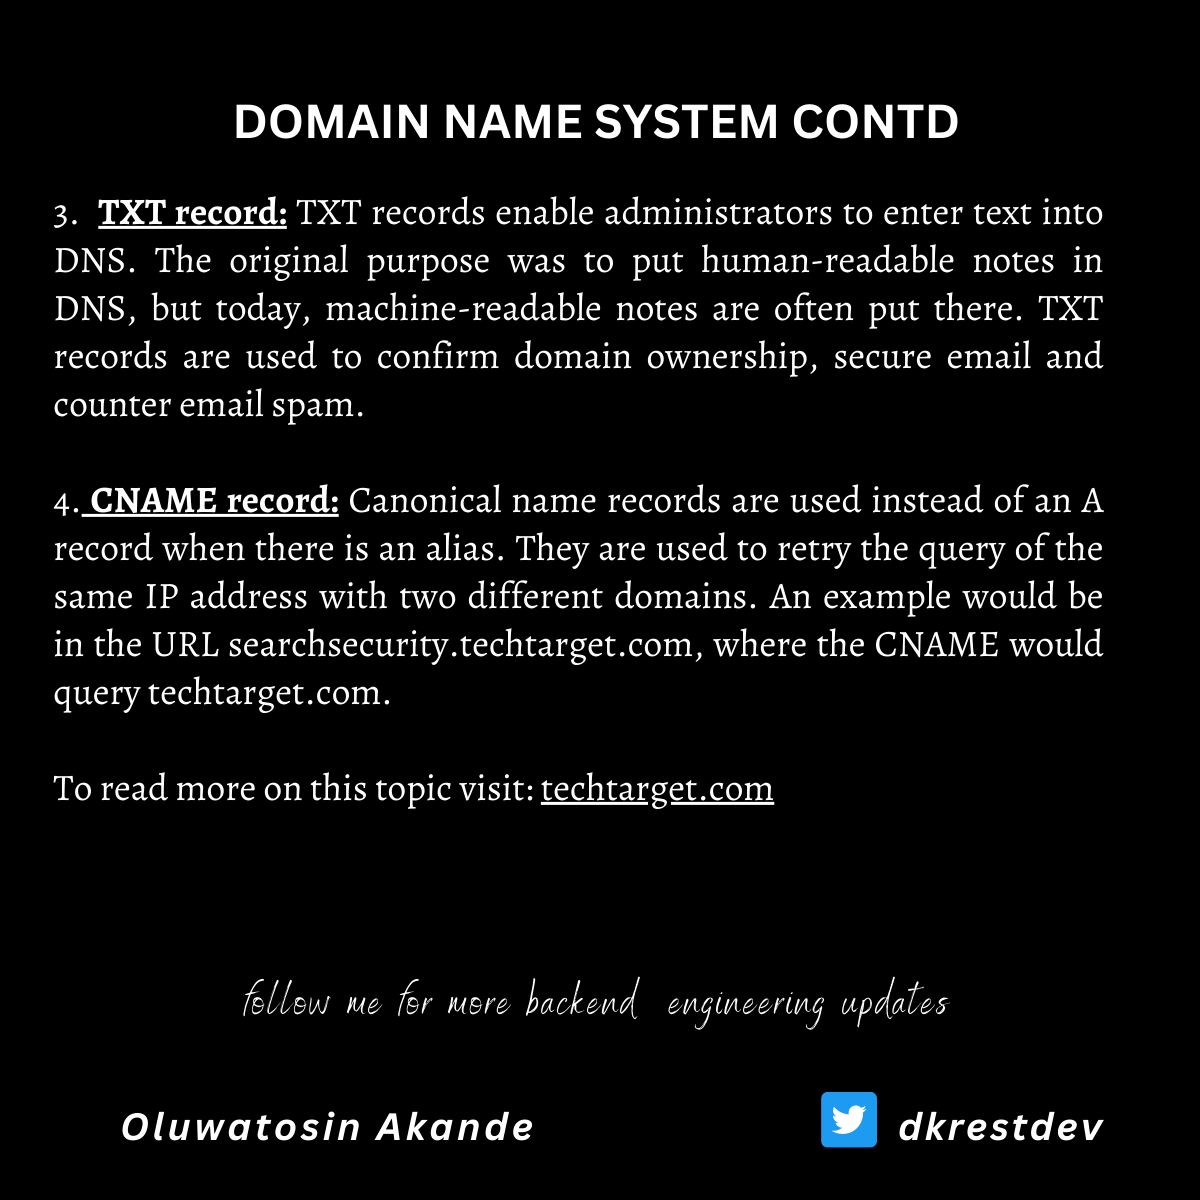 DOMAIN NAME SYSTEM CONTD
3. TXT record: TXT records enable administrators to enter text into
DNS. The original purpose was to put human-readable notes in
DNS, but today, machine-readable notes are often put there. TXT
records are used to confirm domain ownership, secure email and
counter email spam.
4. CNAME record: Canonical name records are used instead of an A
record when there is an alias. They are used to retry the query of the
same IP address with two different domains. An example would be
in the URL searchsecurity.techtarget.com, where the CNAME would
query techtarget.com.
To read more on this topic visit: techtarget.com
follow me for more backend engineering updates
Oluwatosin Akande
dkrestdev